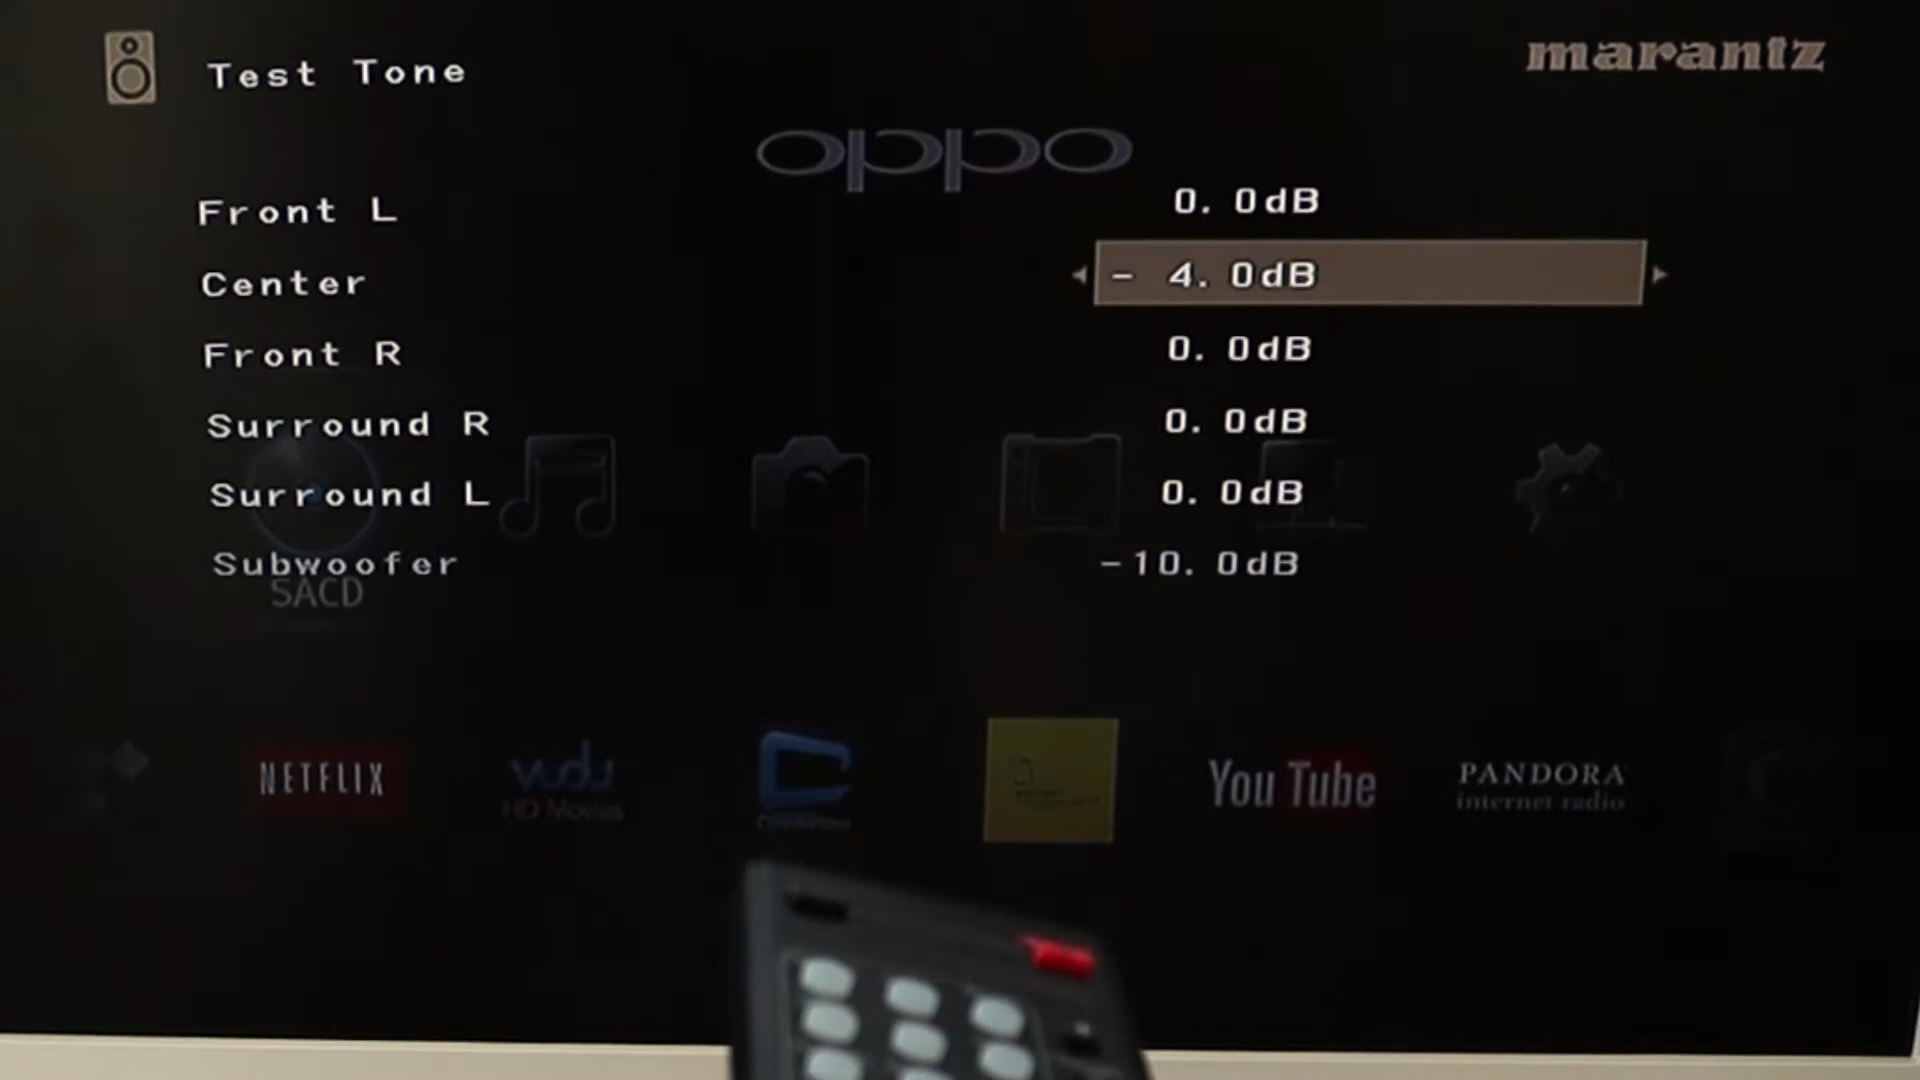 Test Tone
marantz
oppo
Front L 0. 0dB
Center - 4. 0dB
Front R 0. 0dB
Surround R 0. 0dB
Surround L 0. 0dB
Subwoofer -10. 0dB
SACD
NETFLIX
vudu
HD Movies
You Tube
PANDORA
internet radio